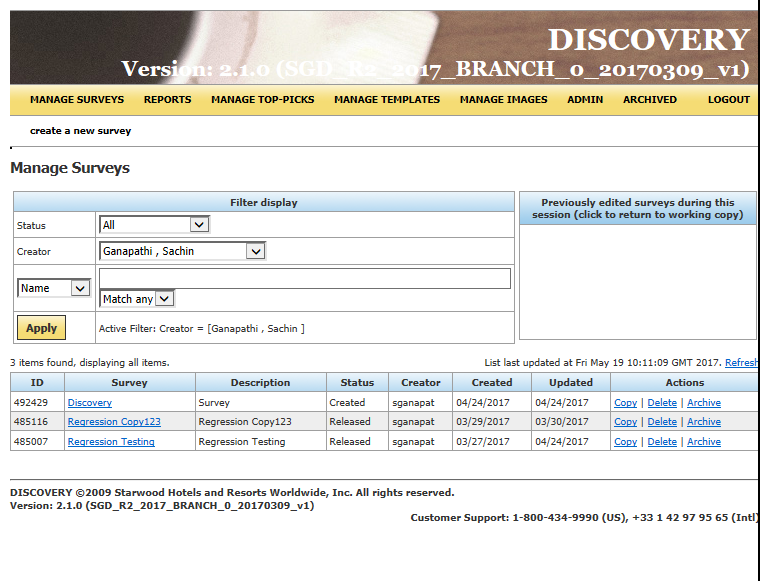 DISCOVERY
Version: 2.1.0 (SGD_R2_2017_BRANCH_0_20170309_v1)
MANAGE SURVEYS REPORTS MANAGE TOP-PICKS MANAGE TEMPLATES MANAGE IMAGES ADMIN ARCHIVED LOGOUT
create a new survey
Manage Surveys
Filter display
Status All
Creator Ganapathi , Sachin
Name
Match any
Apply Active Filter: Creator = [Ganapathi , Sachin ]
Previously edited surveys during this
session (click to return to working copy)
3 items found, displaying all items. List last updated at Fri May 19 10:11:09 GMT 2017. Refresh
ID Survey Description Status Creator Created Updated Actions
492429 Discovery Survey Created sganapat 04/24/2017 04/24/2017 Copy | Delete | Archive
485116 Regression Copy123 Regression Copy123 Released sganapat 03/29/2017 03/30/2017 Copy | Delete | Archive
485007 Regression Testing Regression Testing Released sganapat 03/27/2017 04/24/2017 Copy | Delete | Archive
DISCOVERY ©2009 Starwood Hotels and Resorts Worldwide, Inc. All rights reserved.
Version: 2.1.0 (SGD_R2_2017_BRANCH_0_20170309_v1)
Customer Support: 1-800-434-9990 (US), +33 1 42 97 95 65 (Intl)